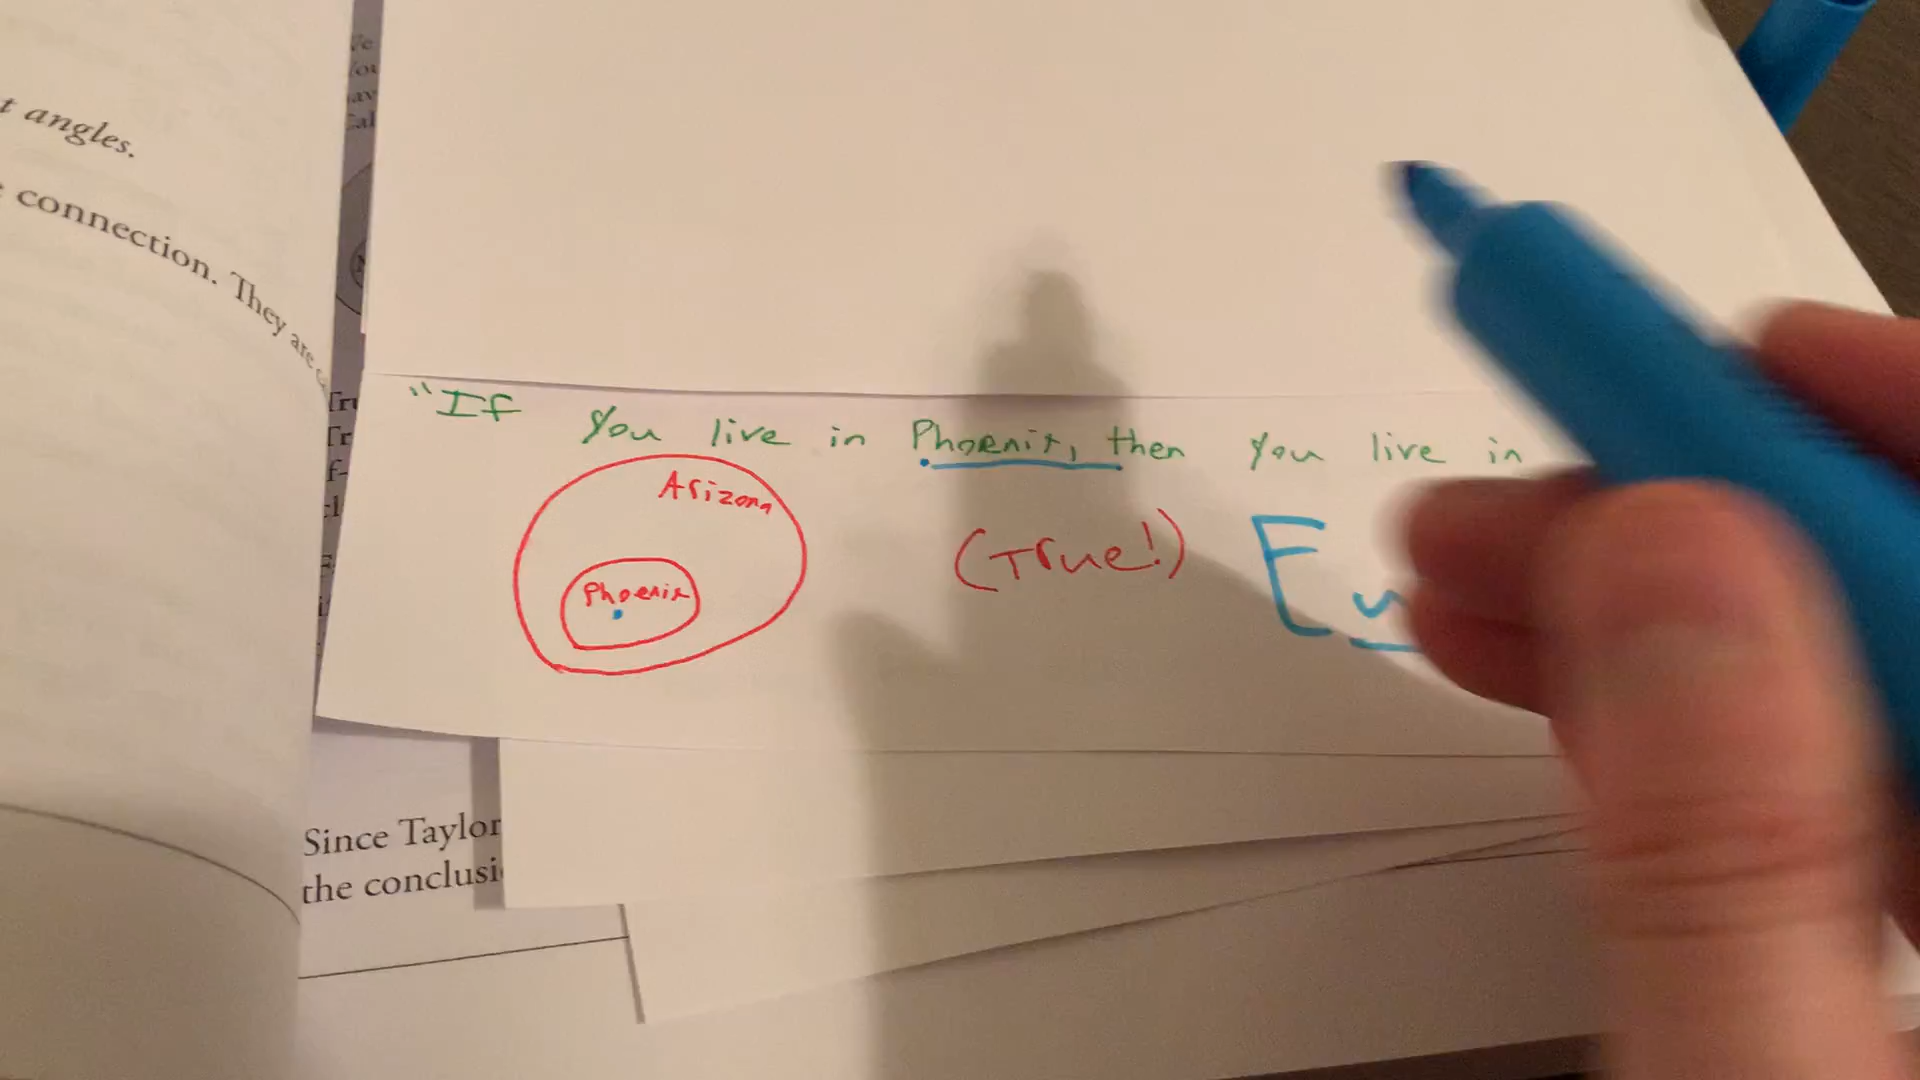 t angles.
connection. They are
"If you live in Phoenix, then you live in
Arizona
Phoenix
(True!)
Eu
Since Taylor
the conclusi